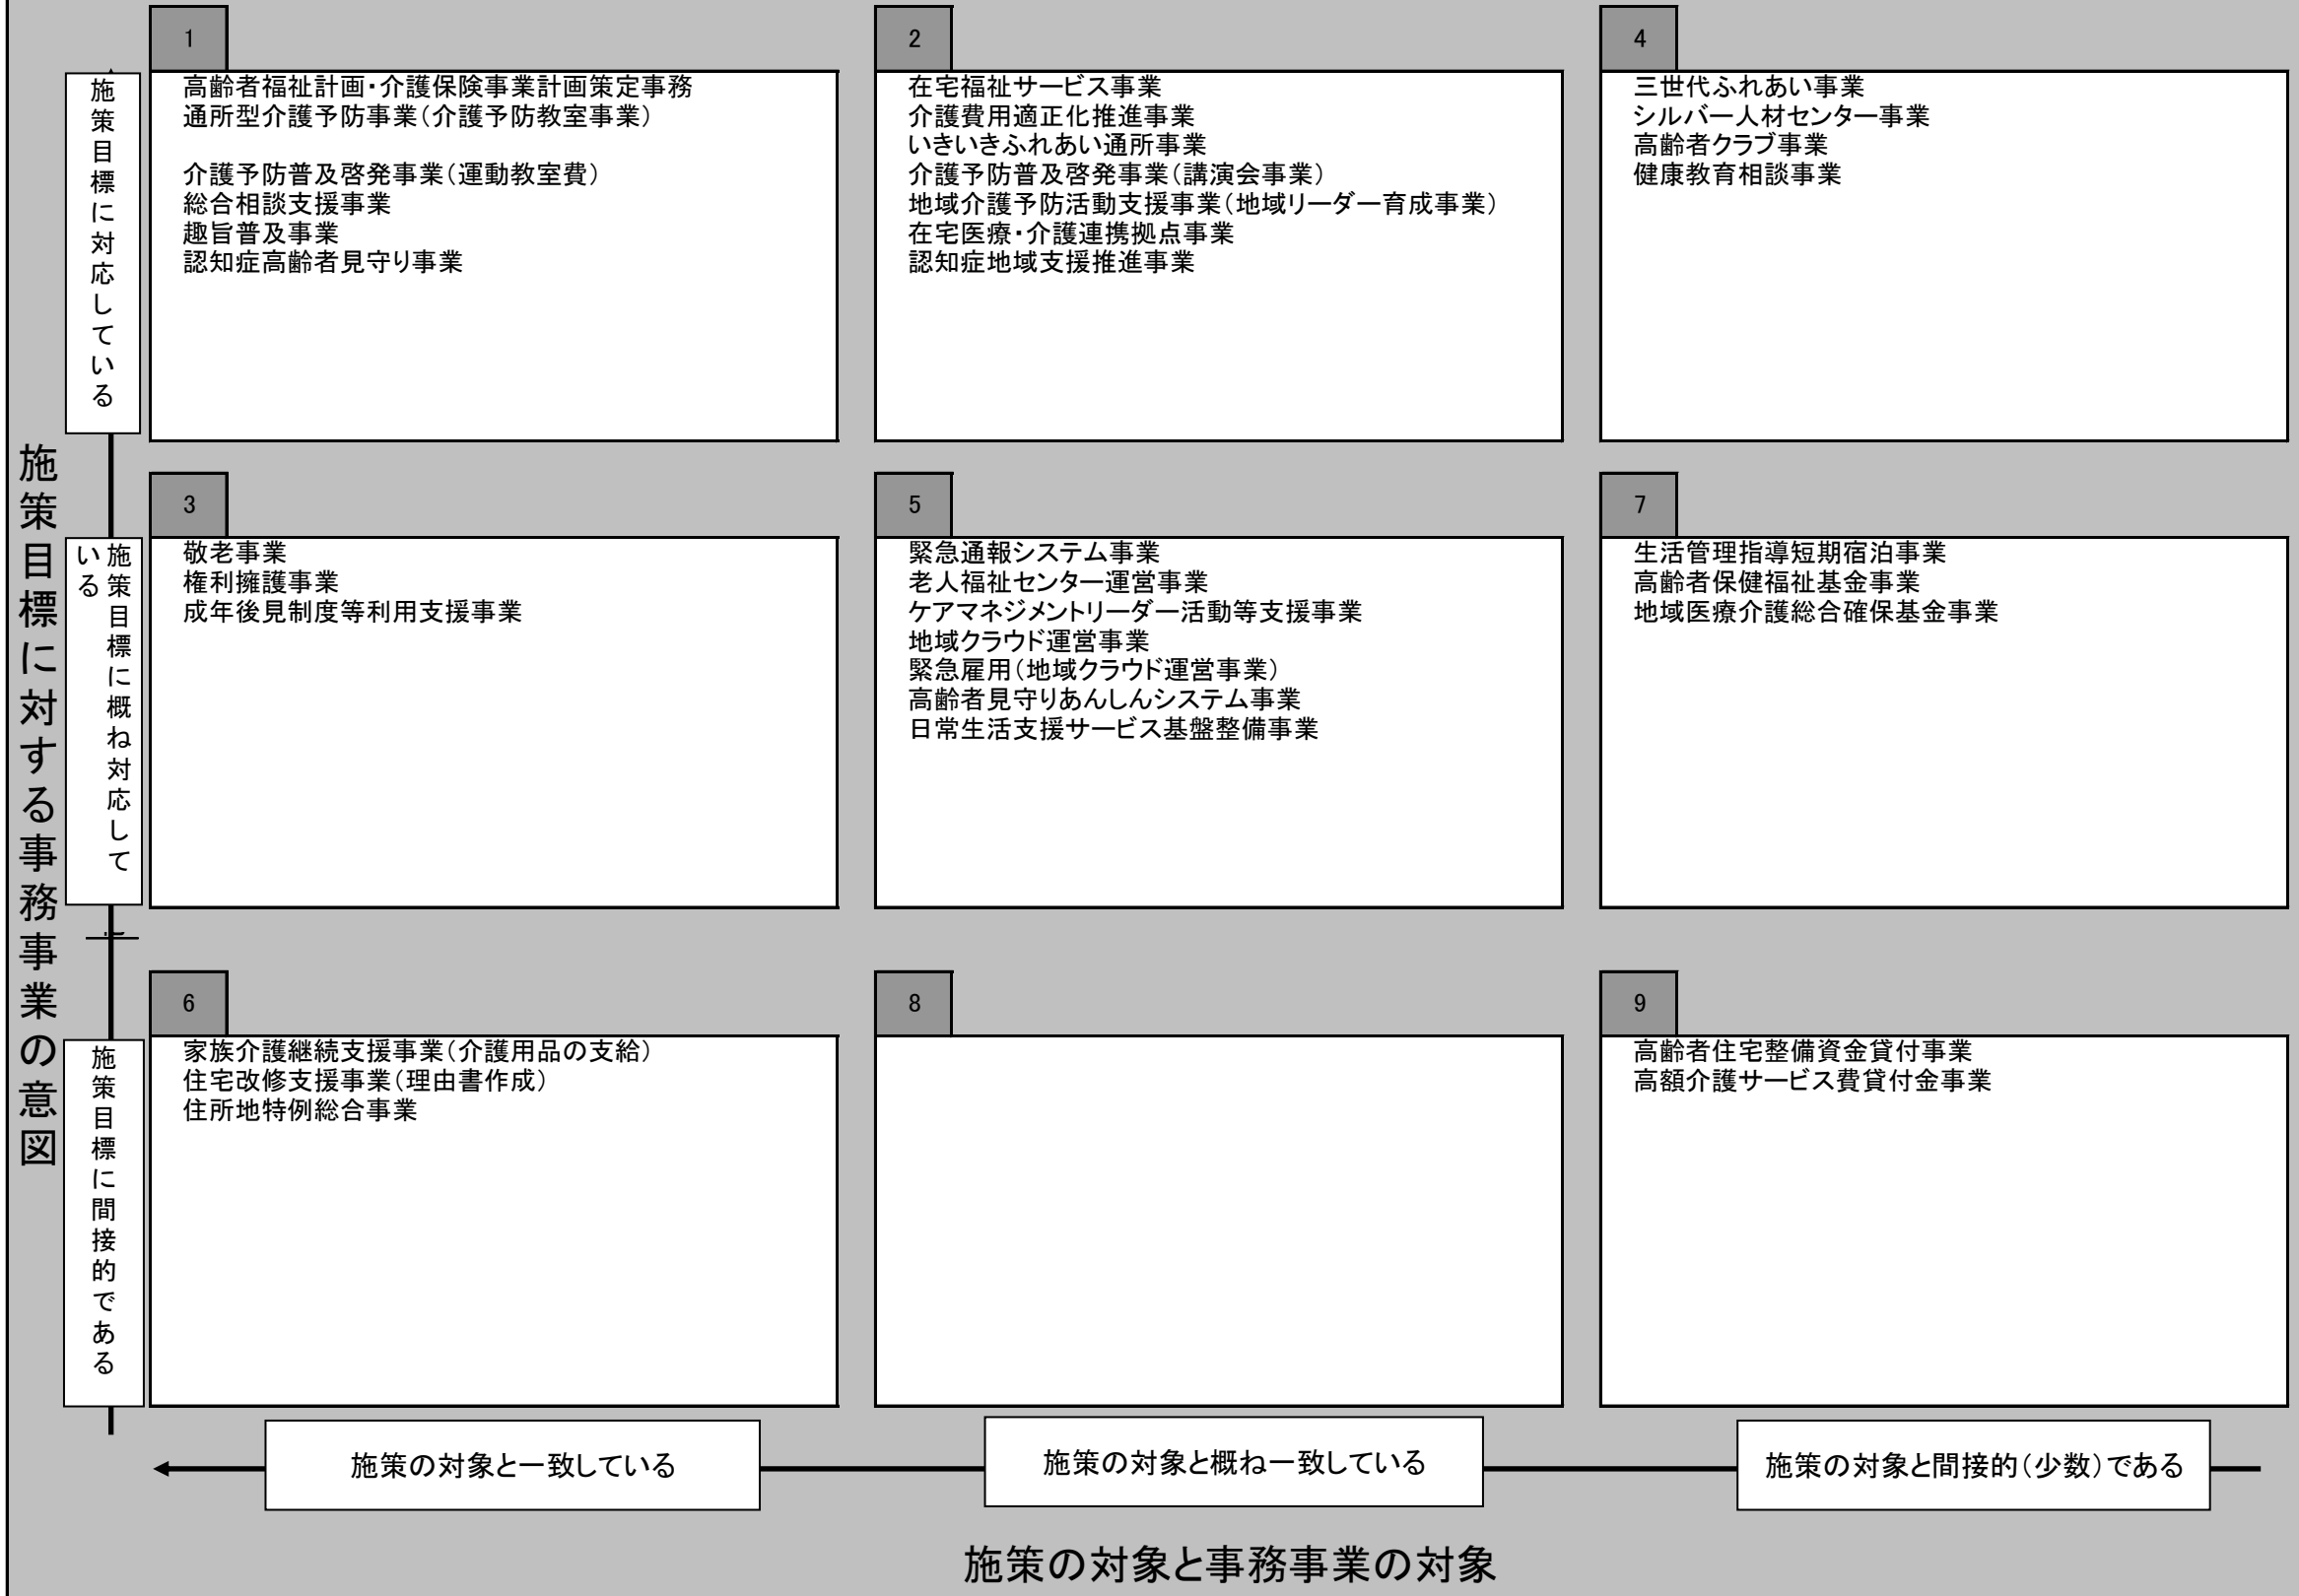 施策目標に対する事務事業の意図
施策目標に対応している
1
高齢者福祉計画・介護保険事業計画策定事務
通所型介護予防事業（介護予防教室事業）
介護予防普及啓発事業（運動教室費）
総合相談支援事業
趣旨普及事業
認知症高齢者見守り事業
2
在宅福祉サービス事業
介護費用適正化推進事業
いきいきふれあい通所事業
介護予防普及啓発事業（講演会事業）
地域介護予防活動支援事業（地域リーダー育成事業）
在宅医療・介護連携拠点事業
認知症地域支援推進事業
4
三世代ふれあい事業
シルバー人材センター事業
高齢者クラブ事業
健康教育相談事業
施策目標に概ね対応して
いる
3
敬老事業
権利擁護事業
成年後見制度等利用支援事業
5
緊急通報システム事業
老人福祉センター運営事業
ケアマネジメントリーダー活動等支援事業
地域クラウド運営事業
緊急雇用（地域クラウド運営事業）
高齢者見守りあんしんシステム事業
日常生活支援サービス基盤整備事業
7
生活管理指導短期宿泊事業
高齢者保健福祉基金事業
地域医療介護総合確保基金事業
施策目標に間接的である
6
家族介護継続支援事業（介護用品の支給）
住宅改修支援事業（理由書作成）
住所地特例総合事業
8
9
高齢者住宅整備資金貸付事業
高額介護サービス費貸付金事業
施策の対象と一致している
施策の対象と概ね一致している
施策の対象と間接的（少数）である
施策の対象と事務事業の対象